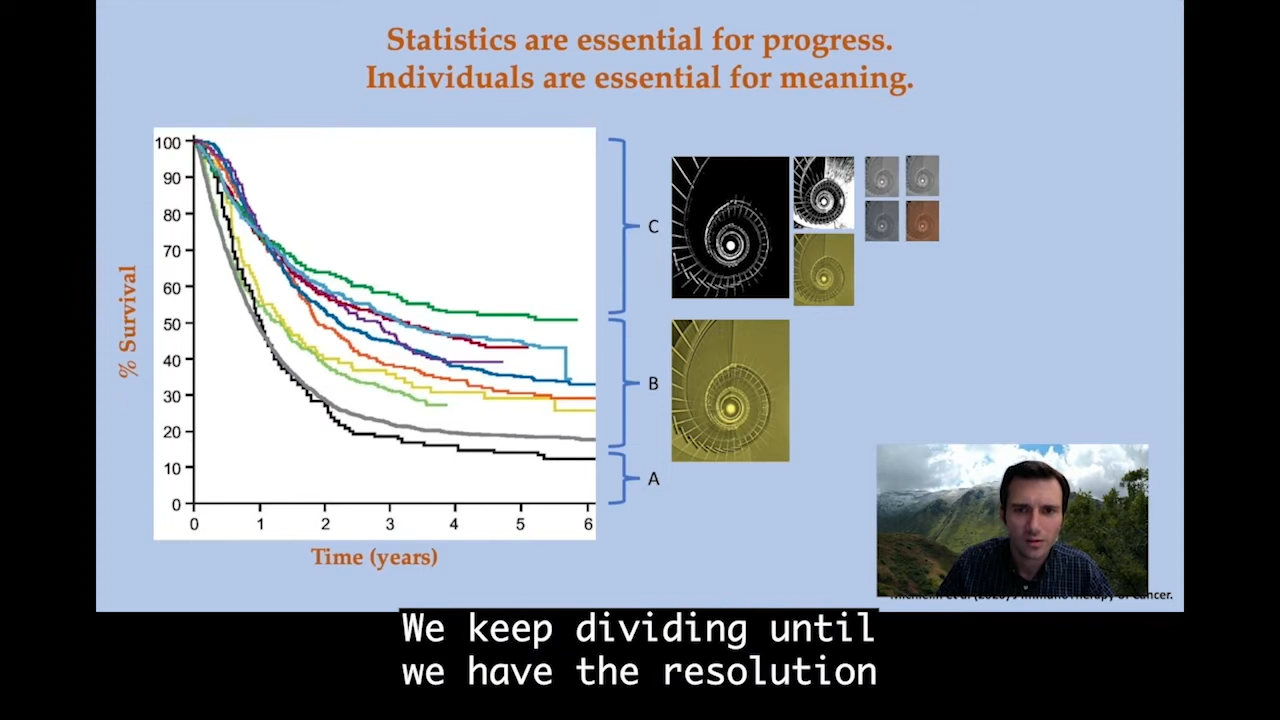 Statistics are essential for progress.
Individuals are essential for meaning.
100
90
80
70
60
50
40
30
20
10
0
% Survival
0 1 2 3 4 5 6
Time (years)
C
B
A
Cancer.
We keep dividing until
we have the resolution